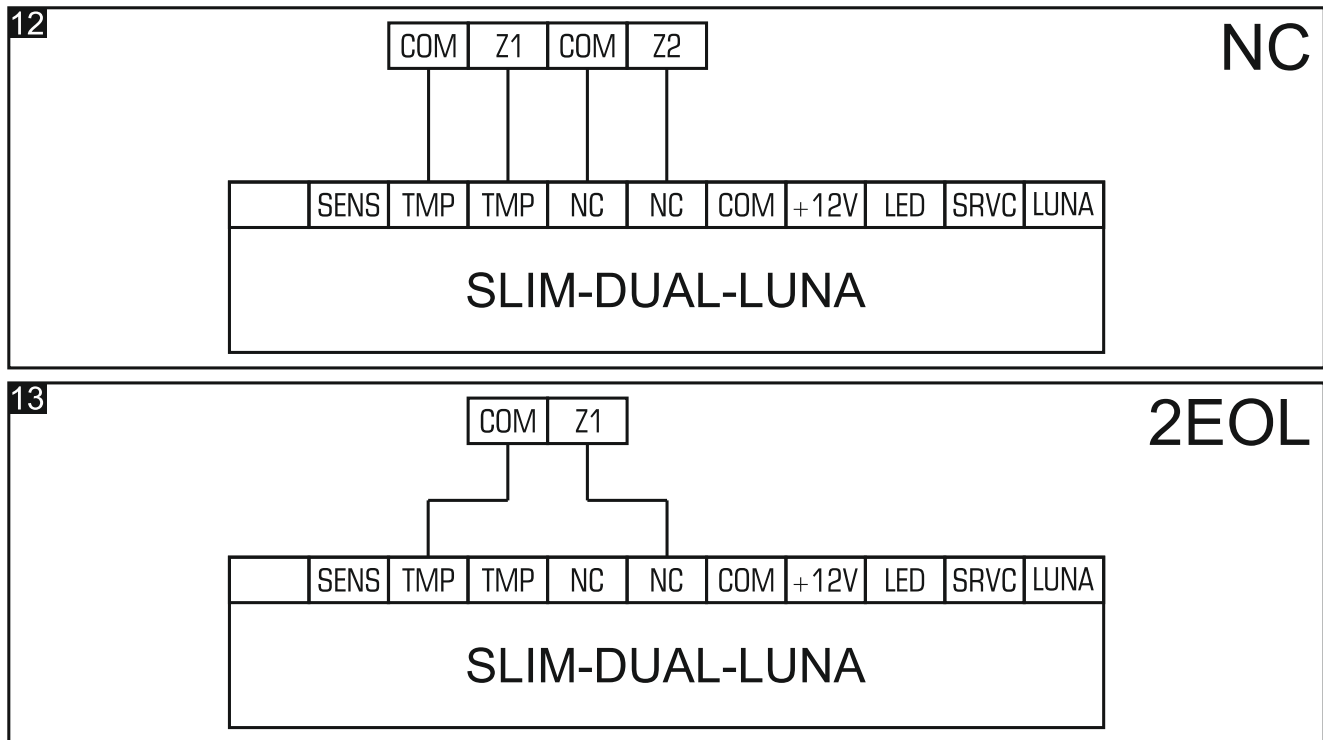 12
NC
COM Z1 COM Z2
SENS TMP TMP NC NC COM +12V LED SRVC LUNA
SLIM-DUAL-LUNA
13
2EOL
COM Z1
SENS TMP TMP NC NC COM +12V LED SRVC LUNA
SLIM-DUAL-LUNA